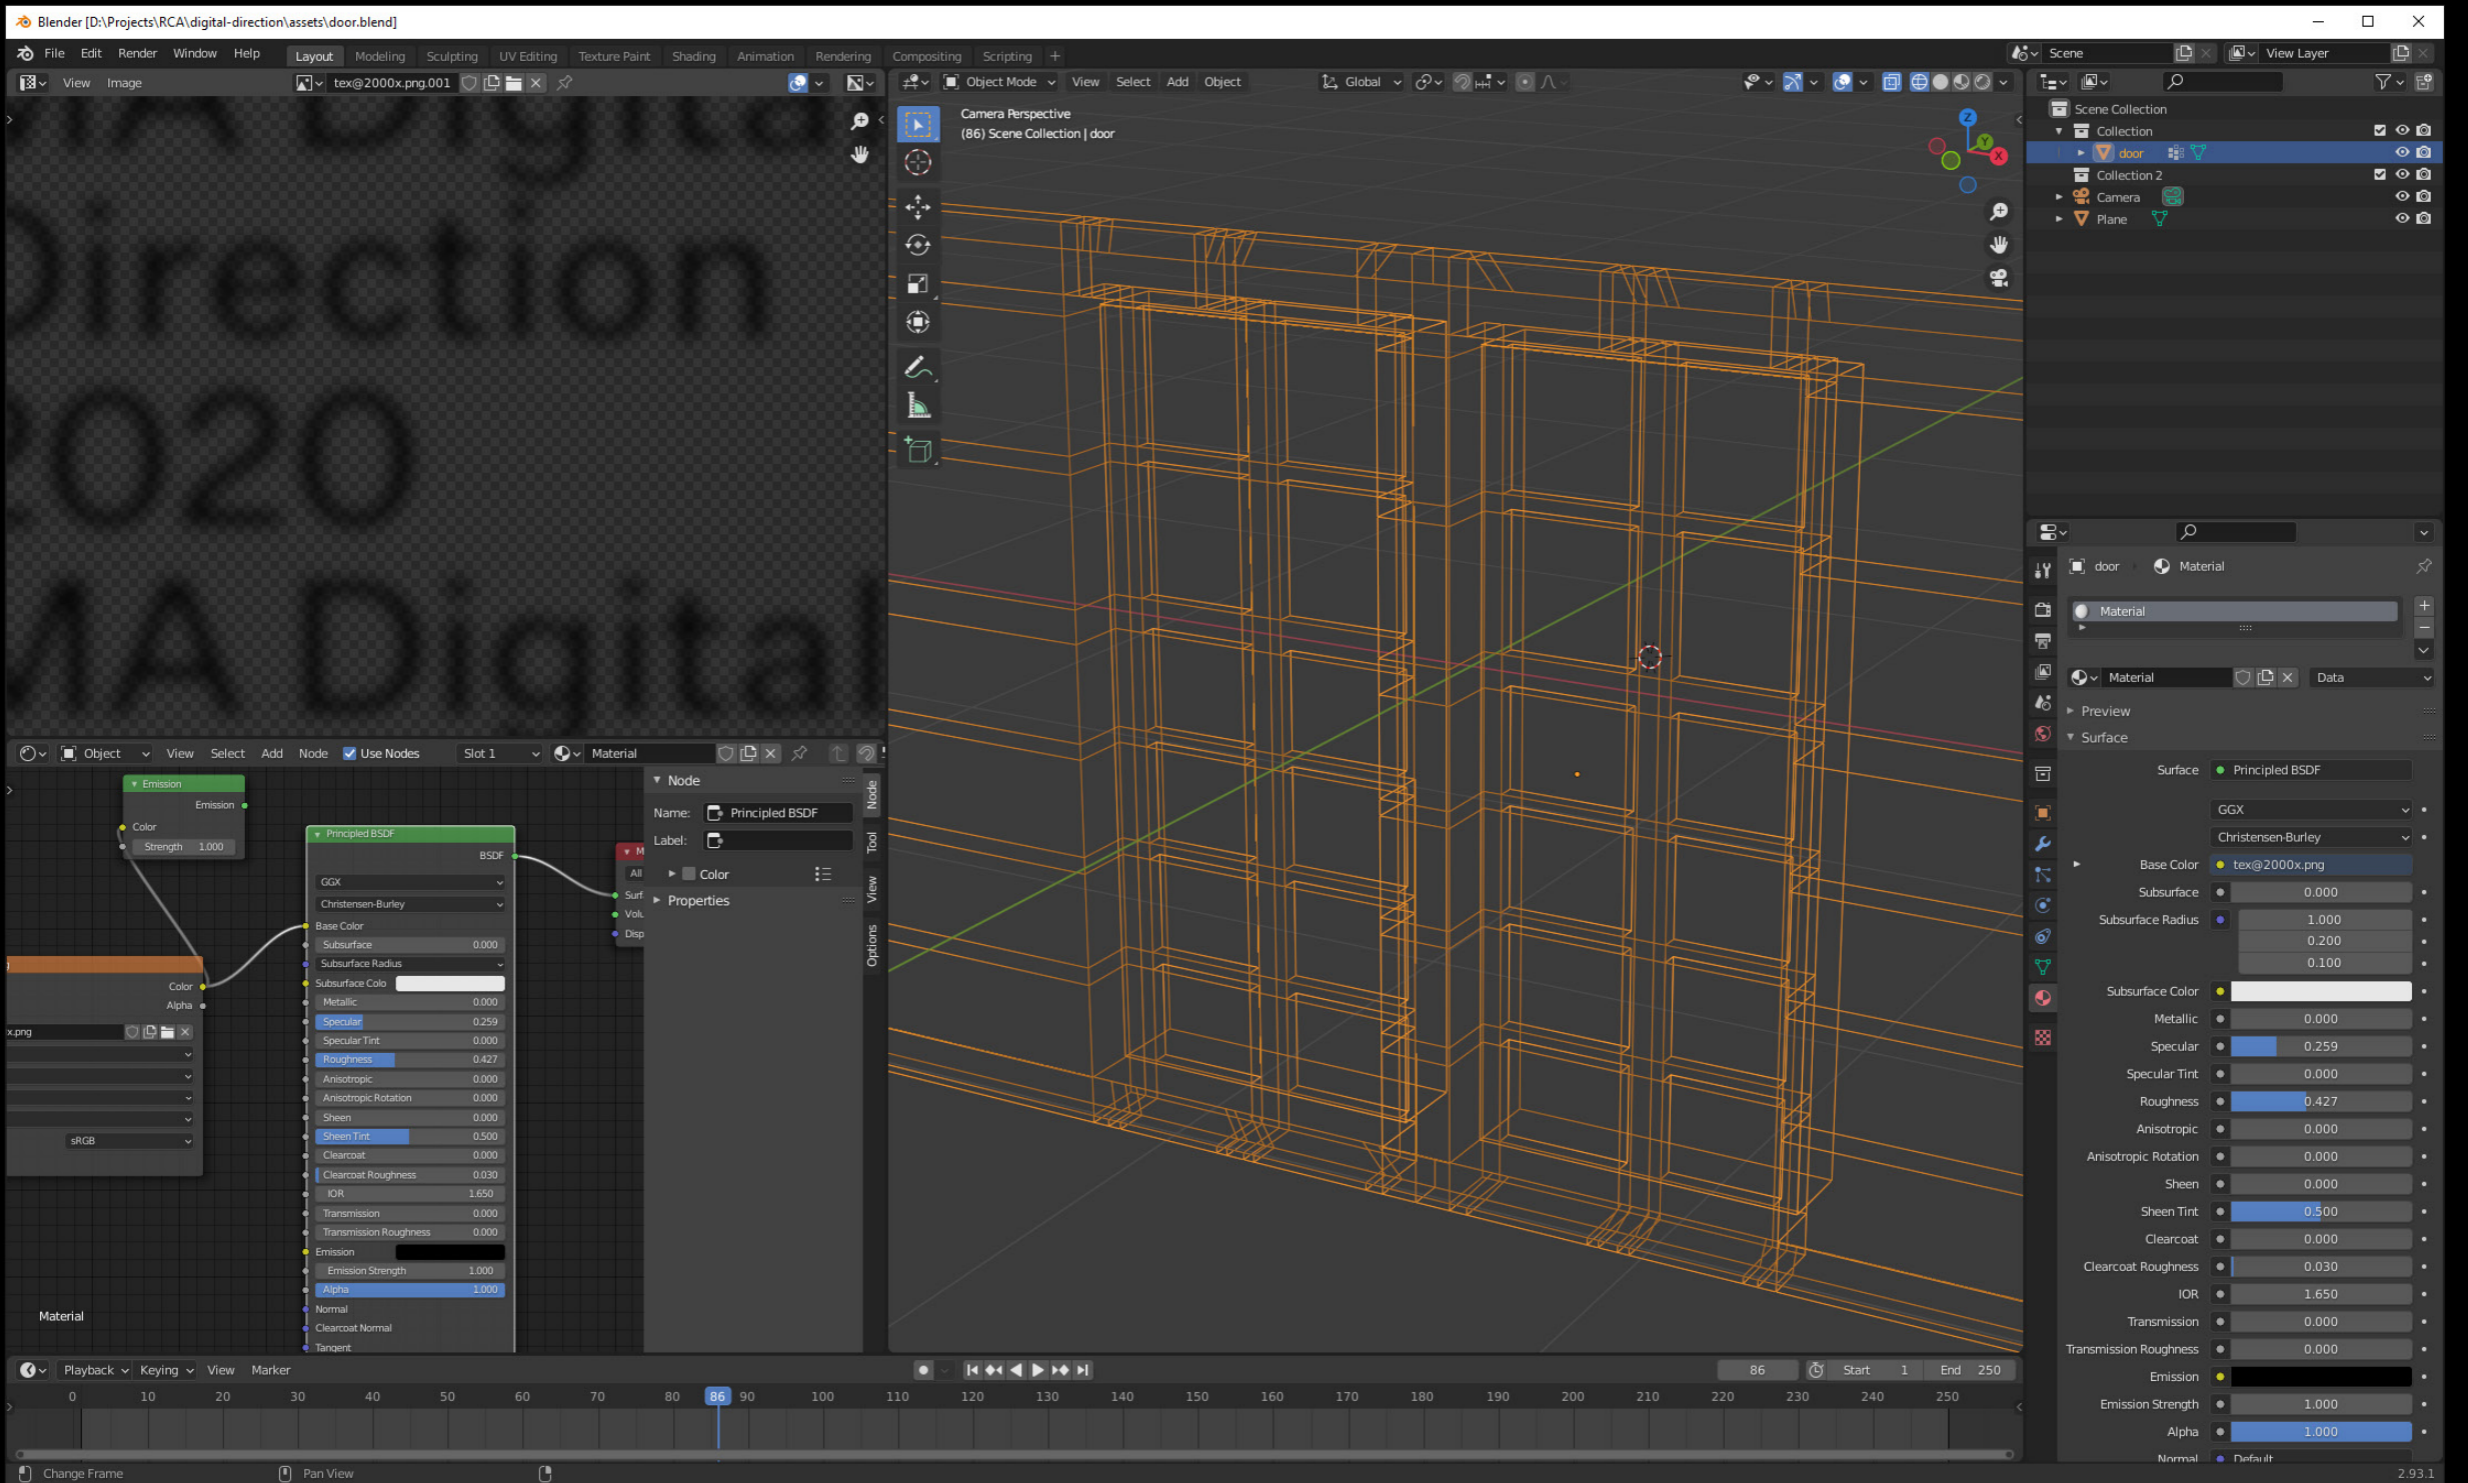 Blender [D:\Projects\RCA\digital-direction\assets\door.blend]
File Edit Render Window Help Layout Modeling Sculpting UV Editing Texture Paint Shading Animation Rendering Compositing Scripting +
Scene View Layer
View Image tex@2000x.png.001
Digital
Direction
2020
MA Digital
Object Mode View Select Add Object Global
Camera Perspective
(86) Scene Collection | door
Z
Y
X
Scene Collection
Collection
door
Collection 2
Camera
Plane
Object View Select Add Node Use Nodes Slot 1 Material
Emission
Emission
Color
Strength 1.000
Color
Alpha
x.png
sRGB
Material
Principled BSDF
BSDF
GGX
Christensen-Burley
Base Color
Subsurface 0.000
Subsurface Radius
Subsurface Colo
Metallic 0.000
Specular 0.259
Specular Tint 0.000
Roughness 0.427
Anisotropic 0.000
Anisotropic Rotation 0.000
Sheen 0.000
Sheen Tint 0.500
Clearcoat 0.000
Clearcoat Roughness 0.030
IOR 1.650
Transmission 0.000
Transmission Roughness 0.000
Emission
Emission Strength 1.000
Alpha 1.000
Normal
Clearcoat Normal
Tangent
M
All
Surf
Volu
Disp
Node
Name: Principled BSDF
Label:
Color
Properties
Node
Tool
View
Options
door Material
Material
Material Data
Preview
Surface
Surface Principled BSDF
GGX
Christensen-Burley
Base Color tex@2000x.png
Subsurface 0.000
Subsurface Radius 1.000
0.200
0.100
Subsurface Color
Metallic 0.000
Specular 0.259
Specular Tint 0.000
Roughness 0.427
Anisotropic 0.000
Anisotropic Rotation 0.000
Sheen 0.000
Sheen Tint 0.500
Clearcoat 0.000
Clearcoat Roughness 0.030
IOR 1.650
Transmission 0.000
Transmission Roughness 0.000
Emission
Emission Strength 1.000
Alpha 1.000
Normal Default
Playback Keying View Marker 86 Start 1 End 250
0 10 20 30 40 50 60 70 80 86 90 100 110 120 130 140 150 160 170 180 190 200 210 220 230 240 250
Change Frame Pan View 2.93.1